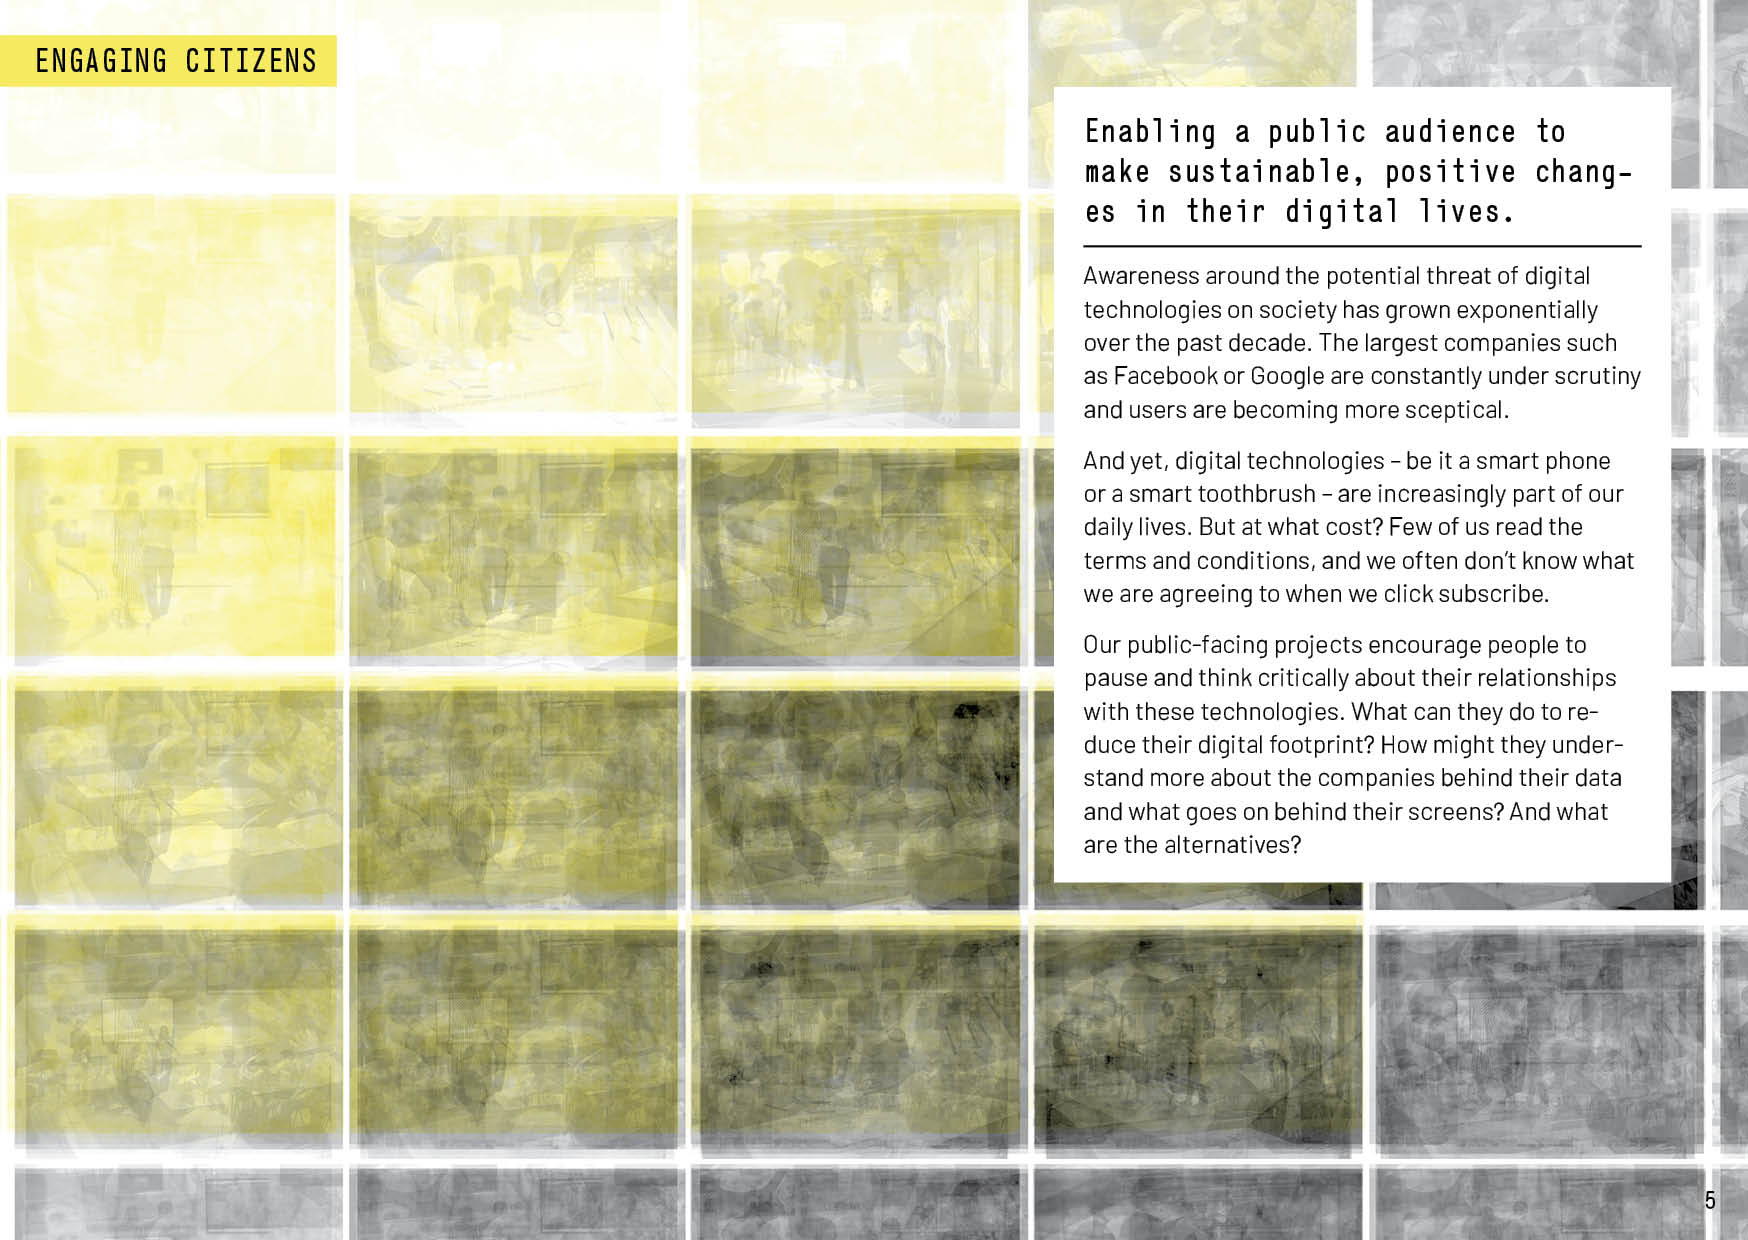 ENGAGING CITIZENS
Enabling a public audience to
make sustainable, positive chang-
es in their digital lives.
Awareness around the potential threat of digital
technologies on society has grown exponentially
over the past decade. The largest companies such
as Facebook or Google are constantly under scrutiny
and users are becoming more sceptical.
And yet, digital technologies – be it a smart phone
or a smart toothbrush – are increasingly part of our
daily lives. But at what cost? Few of us read the
terms and conditions, and we often don’t know what
we are agreeing to when we click subscribe.
Our public-facing projects encourage people to
pause and think critically about their relationships
with these technologies. What can they do to re-
duce their digital footprint? How might they under-
stand more about the companies behind their data
and what goes on behind their screens? And what
are the alternatives?
5